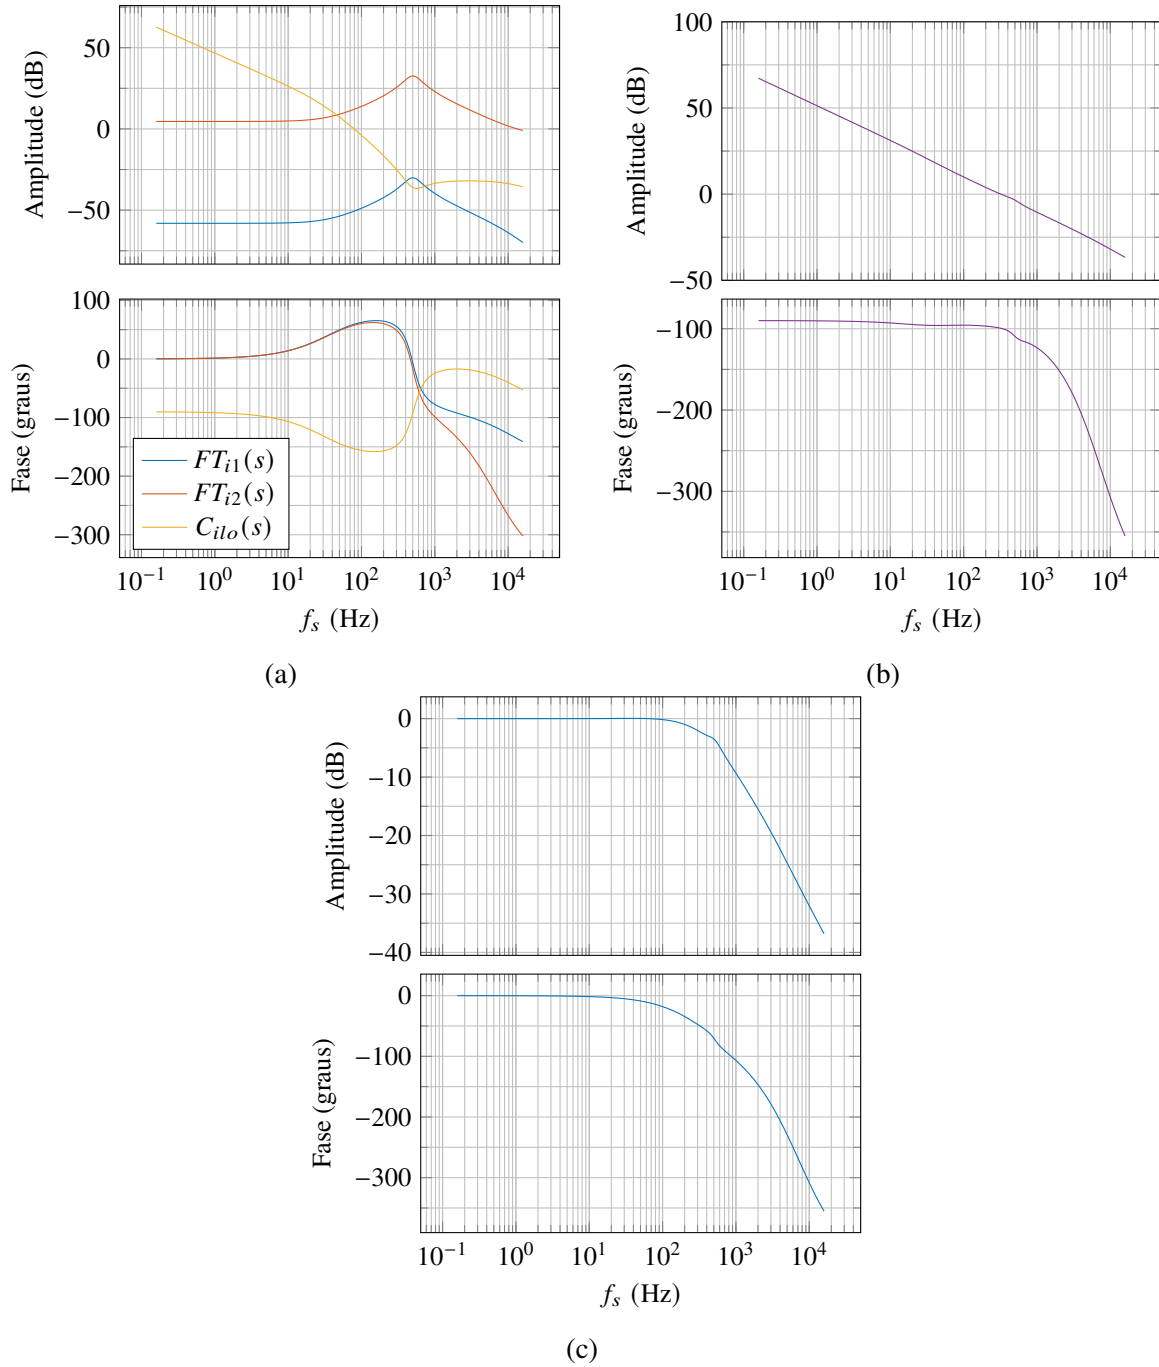 50
0
−50
Amplitude (dB)
100
0
−100
−200
−300
Fase (graus)
FT_{i1}(s)
FT_{i2}(s)
C_{ilo}(s)
10^{−1} 10^{0} 10^{1} 10^{2} 10^{3} 10^{4}
f_s (Hz)
(a)
100
50
0
−50
Amplitude (dB)
−100
−200
−300
Fase (graus)
10^{−1} 10^{0} 10^{1} 10^{2} 10^{3} 10^{4}
f_s (Hz)
(b)
0
−10
−20
−30
−40
Amplitude (dB)
0
−100
−200
−300
Fase (graus)
10^{−1} 10^{0} 10^{1} 10^{2} 10^{3} 10^{4}
f_s (Hz)
(c)